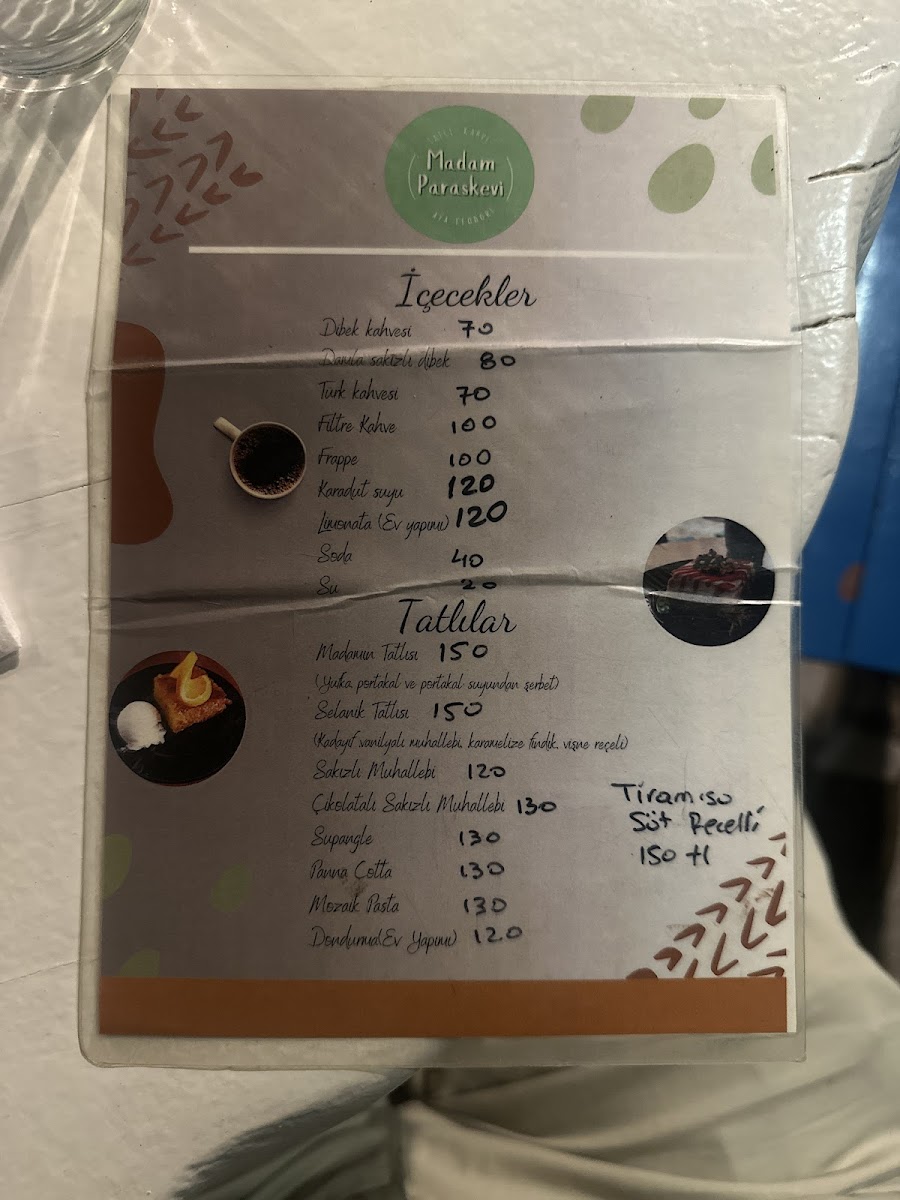 Madam
Paraskevi
İçecekler
Dibek kahvesi 70
Damla sakızlı dibek 80
Türk kahvesi 70
Filtre Kahve 100
Frappe 100
Karadut suyu 120
Limonata (Ev yapımı) 120
Soda 40
Su 20
Tatlılar
Madamın Tatlısı 150
(Yufka, portakal ve portakal suyundan şerbet)
Selanik Tatlısı 150
(Kadayıf, vanilyalı muhallebi, karamelize fındık, vişne reçeli)
Sakızlı Muhallebi 120
Çikolatalı Sakızlı Muhallebi 130
Supangle 130
Panna Cotta 130
Mozaik Pasta 130
Dondurma(Ev Yapımı) 120
Tiramisu
Süt Reçelli
150 tl